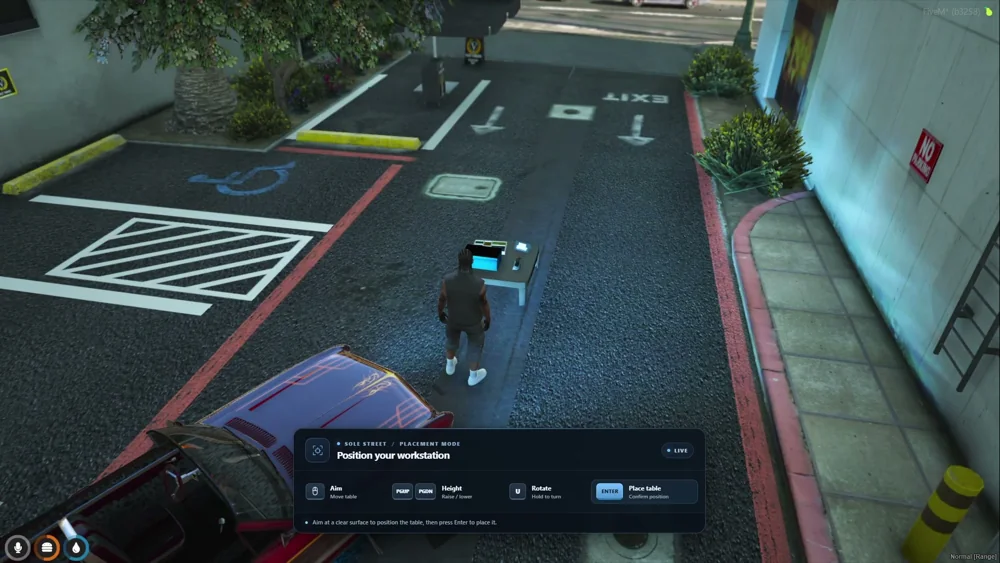 EXIT
NO
PARKING
SOLE STREET / PLACEMENT MODE
Position your workstation
LIVE
Aim
Move table
PGUP
PGDN
Height
Raise / lower
U
Rotate
Hold to turn
ENTER
Place table
Confirm position
Aim at a clear surface to position the table, then press Enter to place it.
Normal [Range]